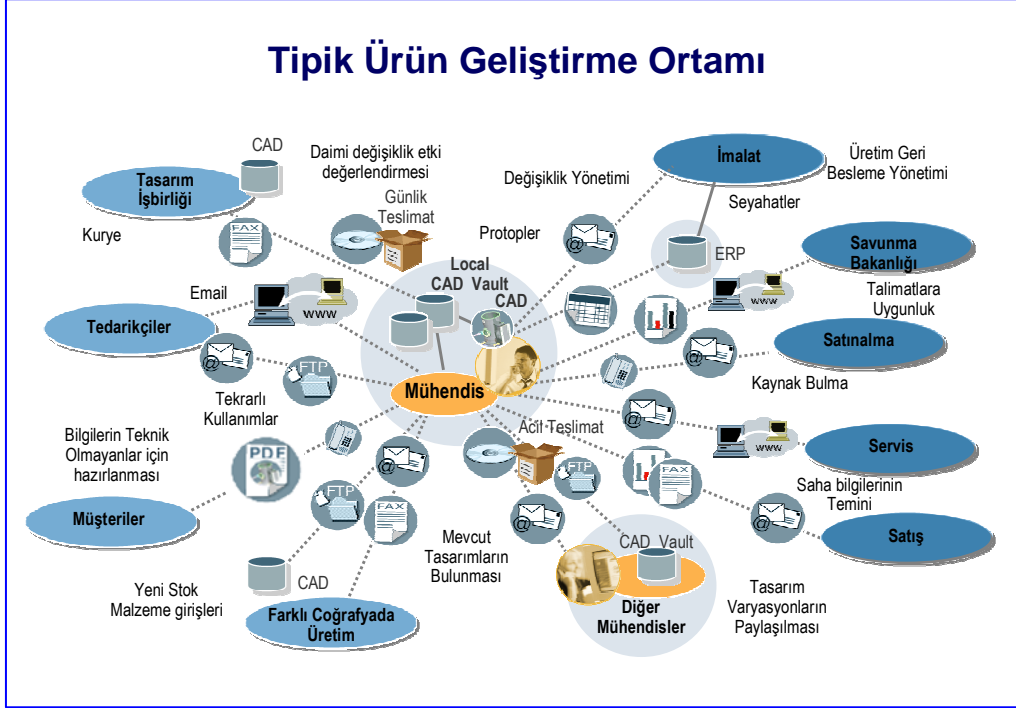 Tipik Ürün Geliştirme Ortamı
CAD
Tasarım
İşbirliği
Kurye
FAX
Daimi değişiklik etki
değerlendirmesi
Günlik
Teslimat
Değişiklik Yönetimi
Protopler
@
İmalat
Üretim Geri
Besleme Yönetimi
Seyahatler
ERP
Savunma
Bakanlığı
www
Talimatlara
Uygunluk
Local
CAD Vault
CAD
Email
www
Tedarikçiler
@
FTP
Mühendis
Satınalma
@
Kaynak Bulma
Tekrarlı
Kullanımlar
Bilgilerin Teknik
Olmayanlar için
hazırlanması
PDF
Müşteriler
@
Acil Teslimat
@
www
Servis
Saha bilgilerinin
Temini
FTP
FAX
FTP
FAX
@
@
Satış
Mevcut
Tasarımların
Bulunması
CAD Vault
CAD
Yeni Stok
Malzeme girişleri
Farklı Coğrafyada
Üretim
Diğer
Mühendisler
Tasarım
Varyasyonların
Paylaşılması